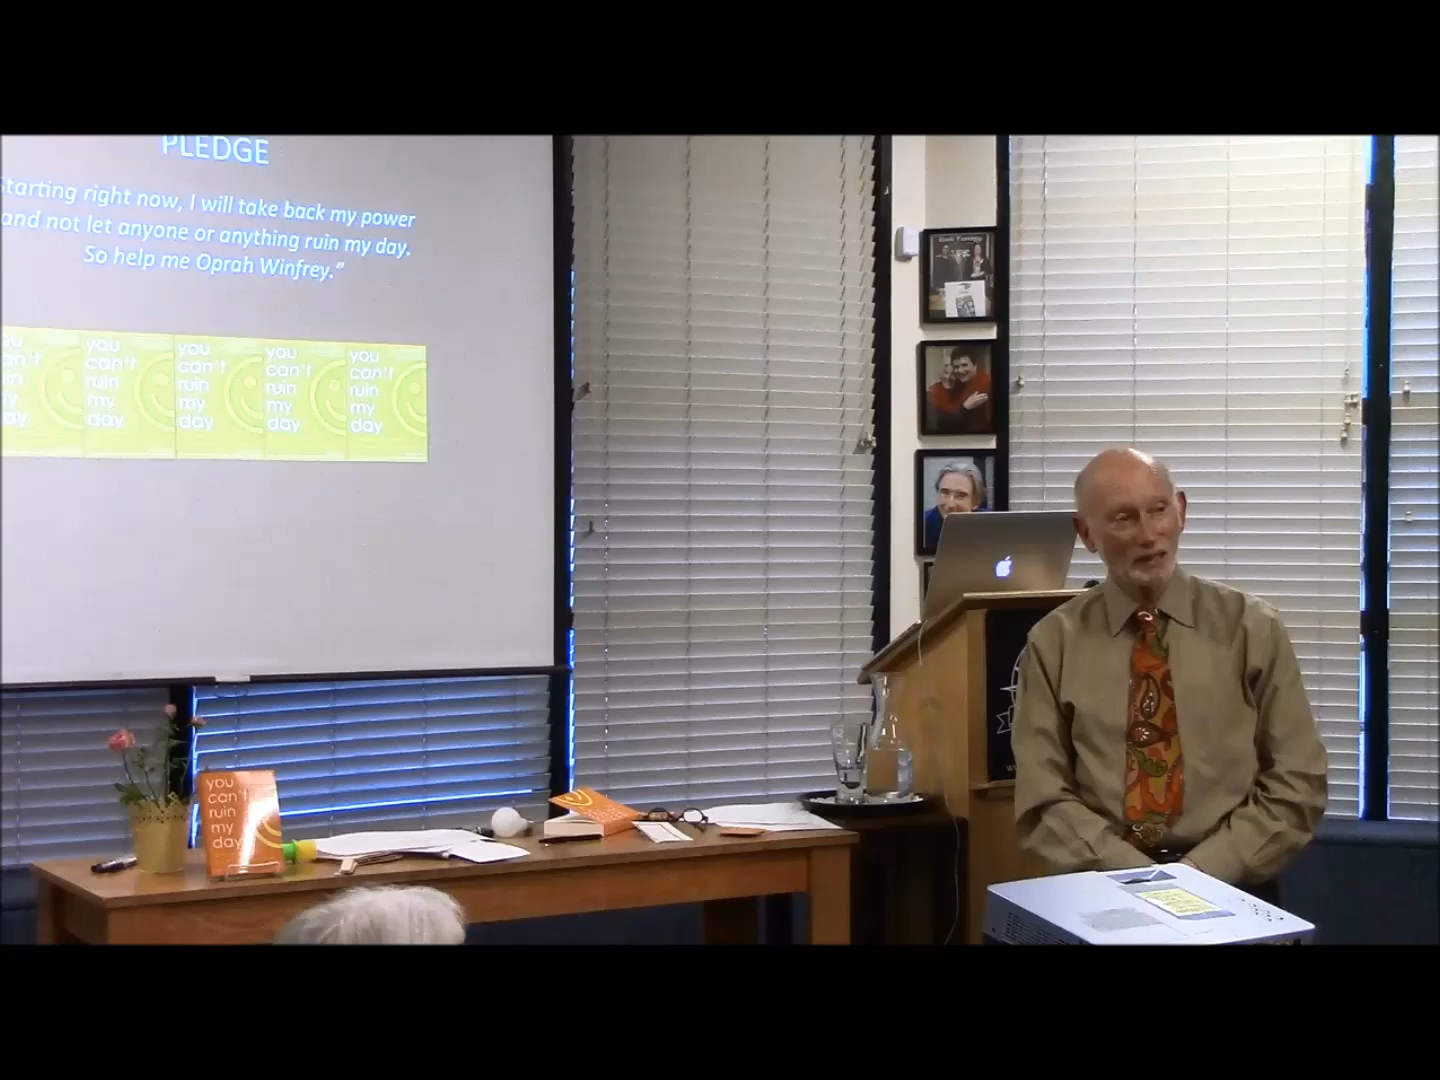 PLEDGE
Starting right now, I will take back my power
and not let anyone or anything ruin my day.
So help me Oprah Winfrey."
you
can't
ruin
my
day
you
can't
ruin
my
day
you
can't
ruin
my
day
you
can't
ruin
my
day
you
can't
ruin
my
day